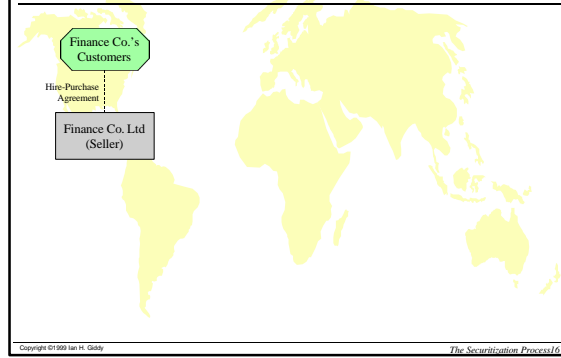 Finance Co.'s
Customers
Hire-Purchase
Agreement
Finance Co. Ltd
(Seller)
Copyright ©1999 Ian H. Giddy
The Securitization Process16